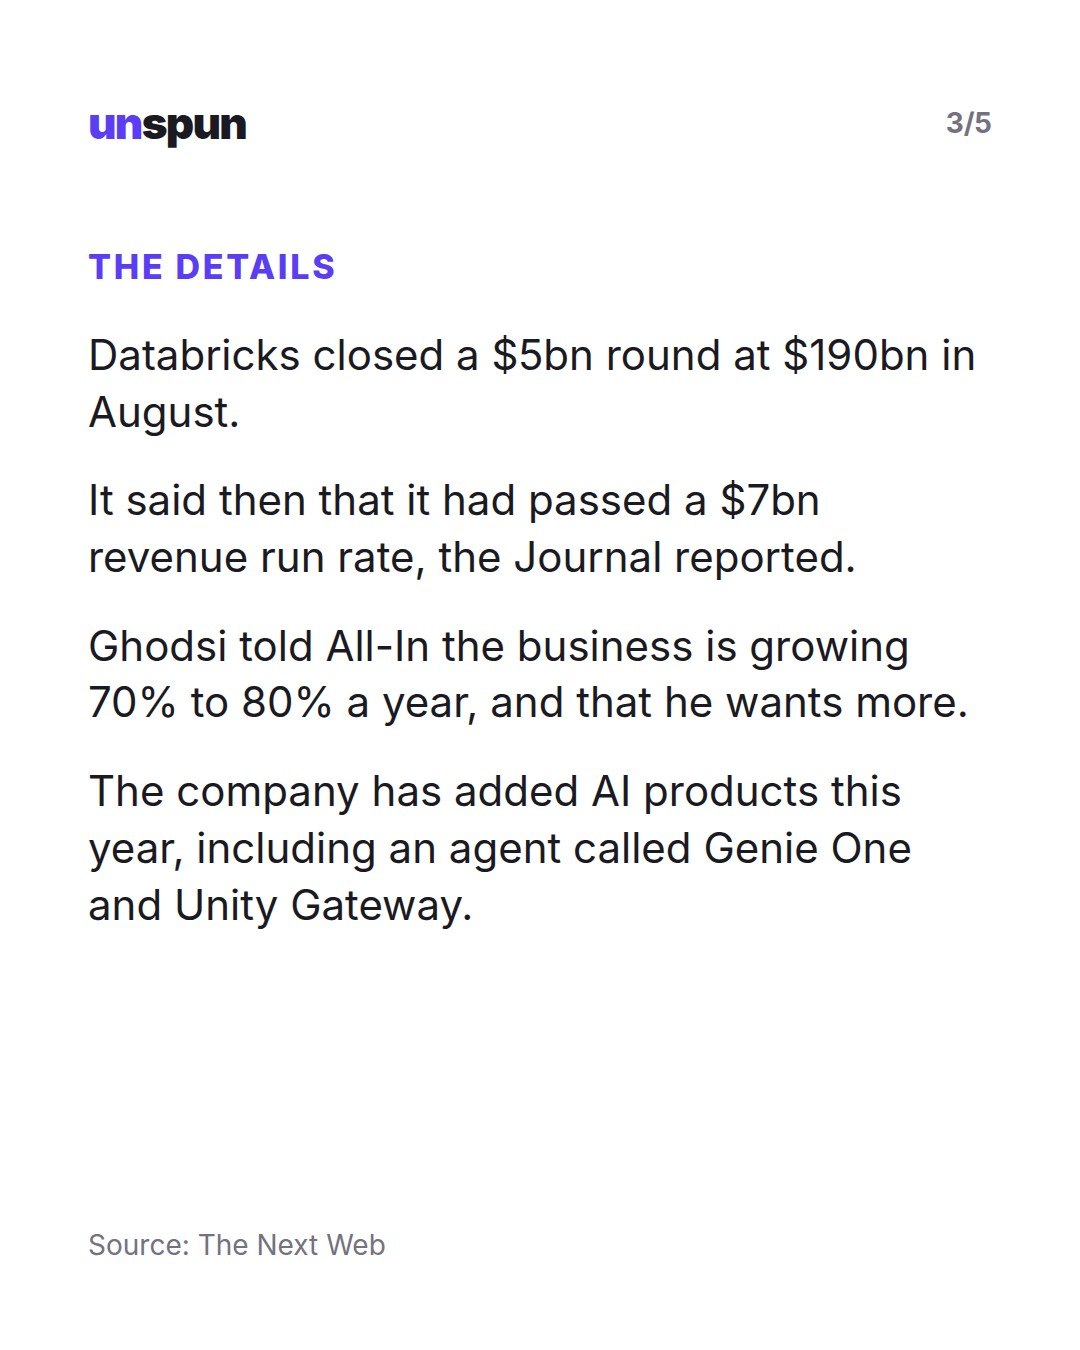 unspun
3/5
THE DETAILS
Databricks closed a $5bn round at $190bn in
August.
It said then that it had passed a $7bn
revenue run rate, the Journal reported.
Ghodsi told All-In the business is growing
70% to 80% a year, and that he wants more.
The company has added AI products this
year, including an agent called Genie One
and Unity Gateway.
Source: The Next Web